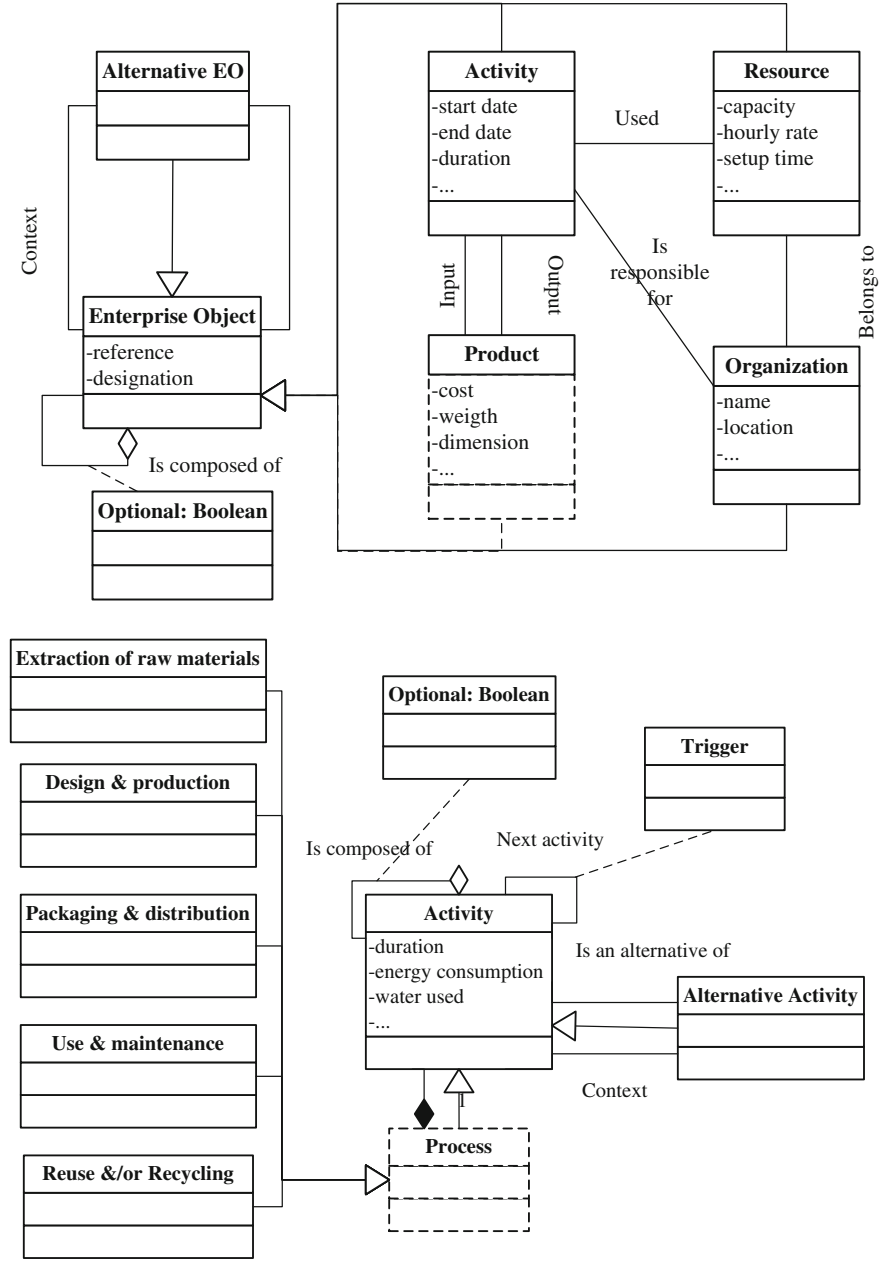 Alternative EO
Activity
-start date
-end date
-duration
-...
Resource
-capacity
-hourly rate
-setup time
-...
Used
Context
Is
responsible
for
Input
Output
Belongs to
Enterprise Object
-reference
-designation
Product
-cost
-weigth
-dimension
-...
Organization
-name
-location
-...
Is composed of
Optional: Boolean
Extraction of raw materials
Design & production
Packaging & distribution
Use & maintenance
Reuse &/or Recycling
Optional: Boolean
Trigger
Is composed of
Next activity
Activity
-duration
-energy consumption
-water used
-...
Is an alternative of
Alternative Activity
Context
1
Process